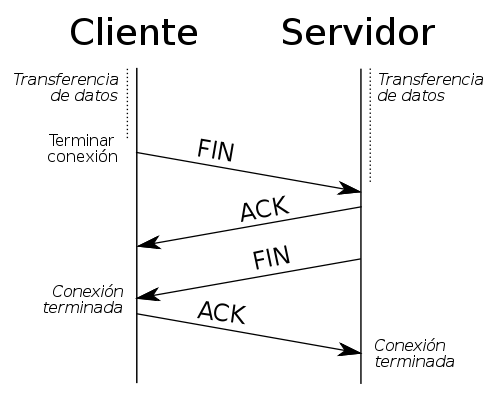 Cliente
Servidor
Transferencia
de datos
Transferencia
de datos
Terminar
conexión
FIN
ACK
FIN
Conexión
terminada
ACK
Conexión
terminada